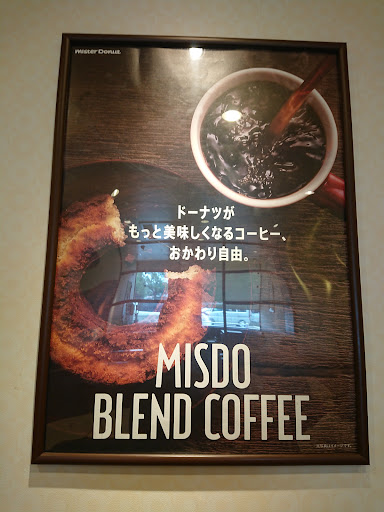 Mister Donut
ドーナツが
もっと美味しくなるコーヒー、
おかわり自由。
MISDO
BLEND COFFEE